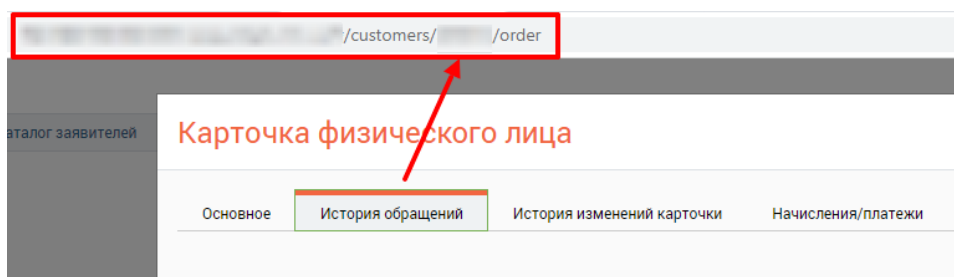 /customers/ /order
аталог заявителей
Карточка физического лица
Основное История обращений История изменений карточки Начисления/платежи